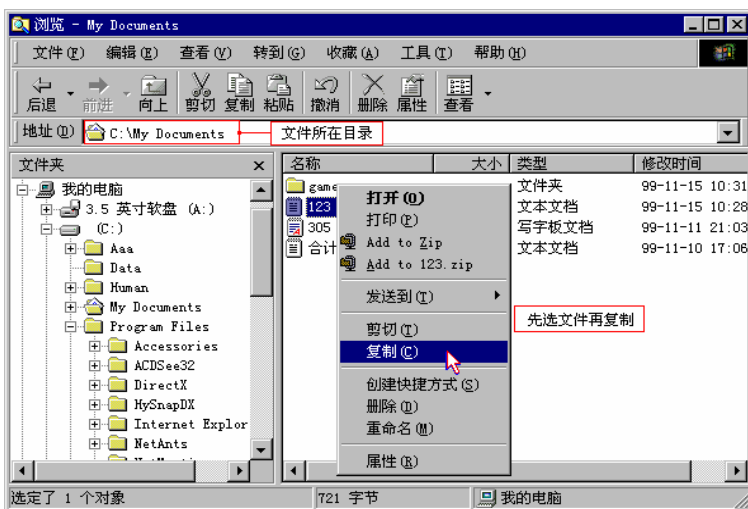 浏览 - My Documents
文件(F) 编辑(E) 查看(V) 转到(G) 收藏(A) 工具(T) 帮助(H)
后退 前进 向上 剪切 复制 粘贴 撤消 删除 属性 查看
地址(D) C:\My Documents 文件所在目录
文件夹
名称 大小 类型 修改时间
我的电脑
3.5 英寸软盘 (A:)
(C:)
Aaa
Data
Human
My Documents
Program Files
Accessories
ACDSee32
DirectX
HySnapDX
Internet Explor
NetAnts
game 文件夹 99-11-15 10:31
123 文本文档 99-11-15 10:28
305 写字板文档 99-11-11 21:03
合计 文本文档 99-11-10 17:06
打开(O)
打印(P)
Add to Zip
Add to 123.zip
发送到(T)
剪切(T)
复制(C)
创建快捷方式(S)
删除(D)
重命名(M)
属性(R)
先选文件再复制
选定了 1 个对象 721 字节 我的电脑